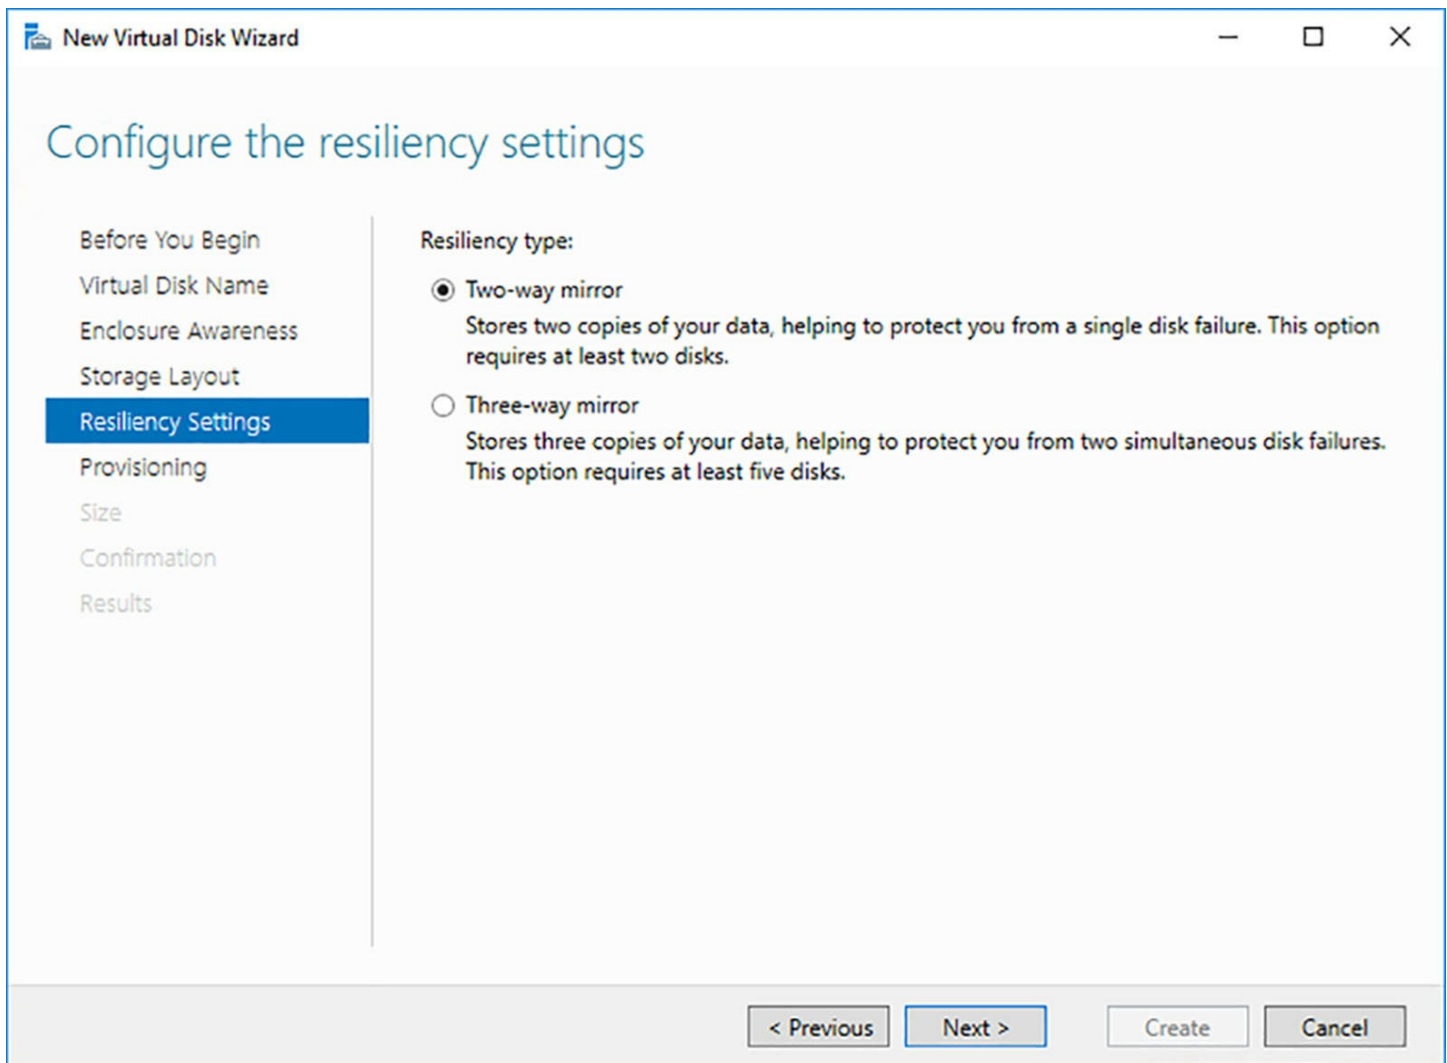 New Virtual Disk Wizard
Configure the resiliency settings
Before You Begin
Virtual Disk Name
Enclosure Awareness
Storage Layout
Resiliency Settings
Provisioning
Size
Confirmation
Results
Resiliency type:
Two-way mirror
Stores two copies of your data, helping to protect you from a single disk failure. This option
requires at least two disks.
Three-way mirror
Stores three copies of your data, helping to protect you from two simultaneous disk failures.
This option requires at least five disks.
< Previous
Next >
Create
Cancel